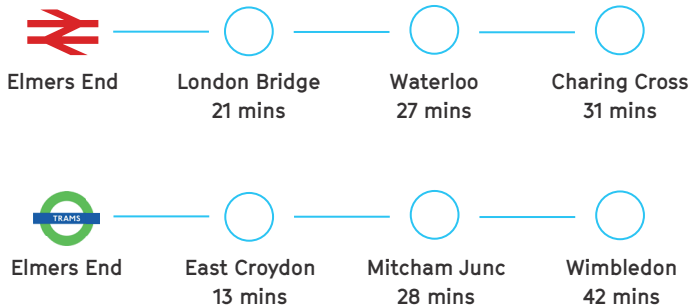 Elmers End
London Bridge
21 mins
Waterloo
27 mins
Charing Cross
31 mins
TRAMS
Elmers End
East Croydon
13 mins
Mitcham Junc
28 mins
Wimbledon
42 mins